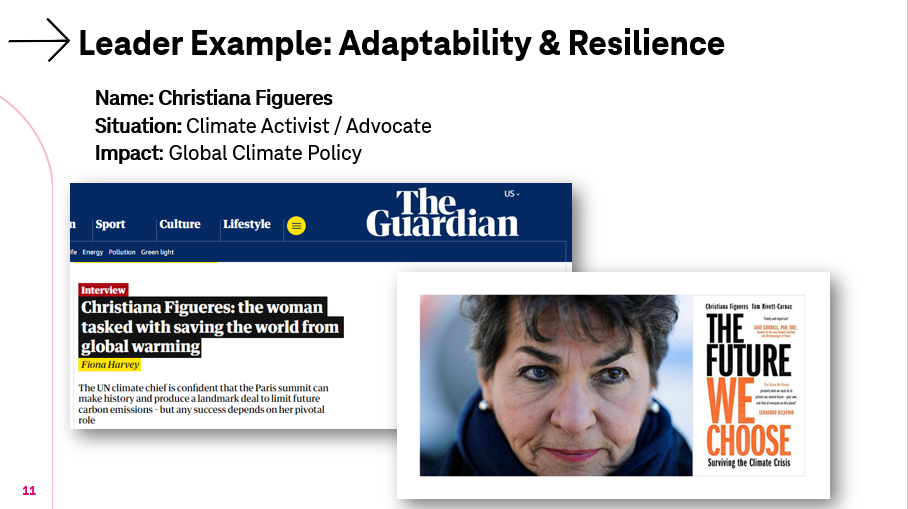 Leader Example: Adaptability & Resilience
Name: Christiana Figueres
Situation: Climate Activist / Advocate
Impact: Global Climate Policy
US
The
Guardian
n Sport Culture Lifestyle
ife Energy Pollution Green light
Interview
Christiana Figueres: the woman
tasked with saving the world from
global warming
Fiona Harvey
The UN climate chief is confident that the Paris summit can
make history and produce a landmark deal to limit future
carbon emissions - but any success depends on her pivotal
role
Christiana Figueres Tom Rivett-Carnac
THE
FUTURE
WE
CHOOSE
Surviving the Climate Crisis
JANE GOODALL, PhD, DBE,
LEONARDO DICAPRIO
11